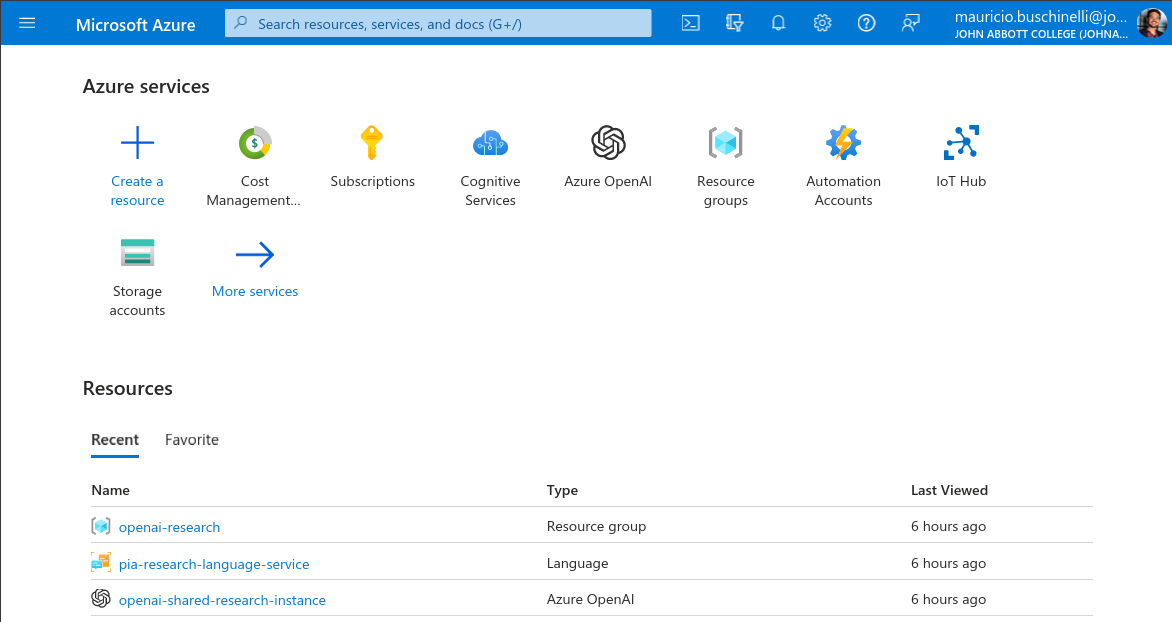 Microsoft Azure
Search resources, services, and docs (G+/)
mauricio.buschinelli@jo...
JOHN ABBOTT COLLEGE (JOHNA...
Azure services
Create a
resource
Cost
Management...
Subscriptions
Cognitive
Services
Azure OpenAI
Resource
groups
Automation
Accounts
IoT Hub
Storage
accounts
More services
Resources
Recent Favorite
Name Type Last Viewed
openai-research Resource group 6 hours ago
pia-research-language-service Language 6 hours ago
openai-shared-research-instance Azure OpenAI 6 hours ago